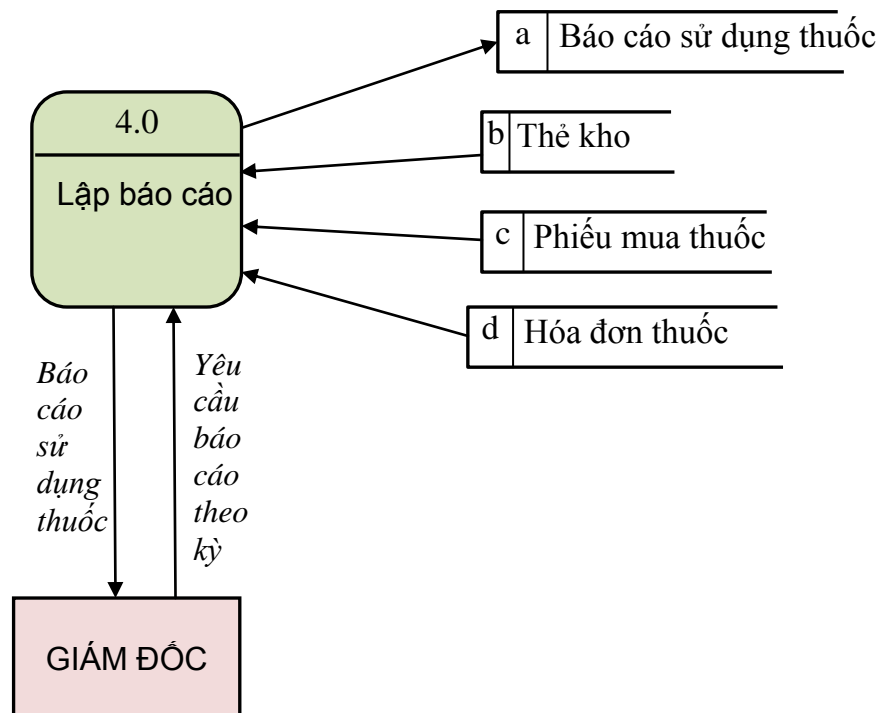 a Báo cáo sử dụng thuốc
4.0
b Thẻ kho
Lập báo cáo
c Phiếu mua thuốc
d Hóa đơn thuốc
Báo
cáo
sử
dụng
thuốc
Yêu
cầu
báo
cáo
theo
kỳ
GIÁM ĐỐC